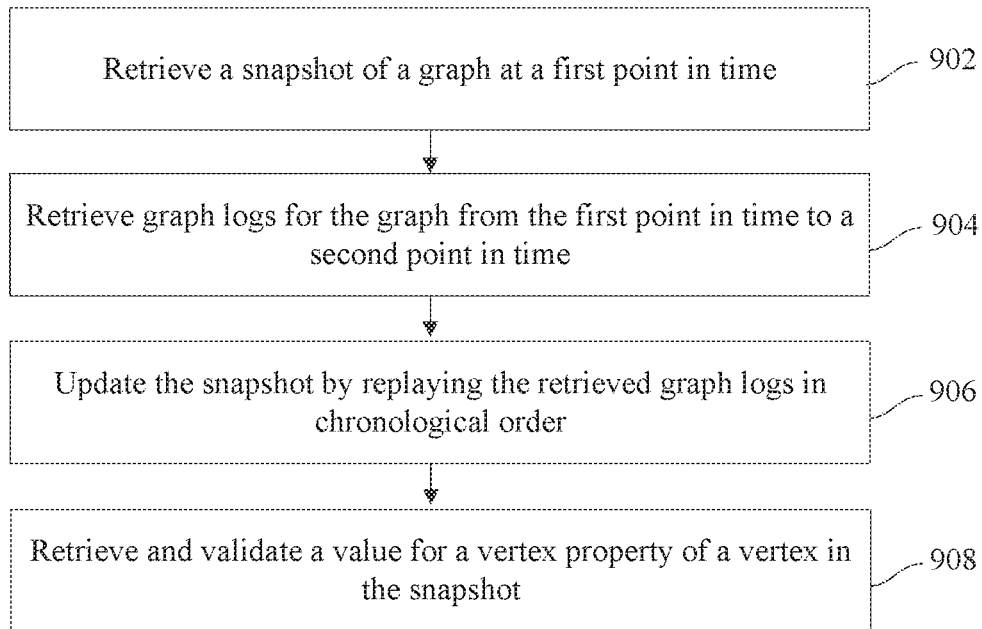 Retrieve a snapshot of a graph at a first point in time
902
Retrieve graph logs for the graph from the first point in time to a
second point in time
904
Update the snapshot by replaying the retrieved graph logs in
chronological order
906
Retrieve and validate a value for a vertex property of a vertex in
the snapshot
908